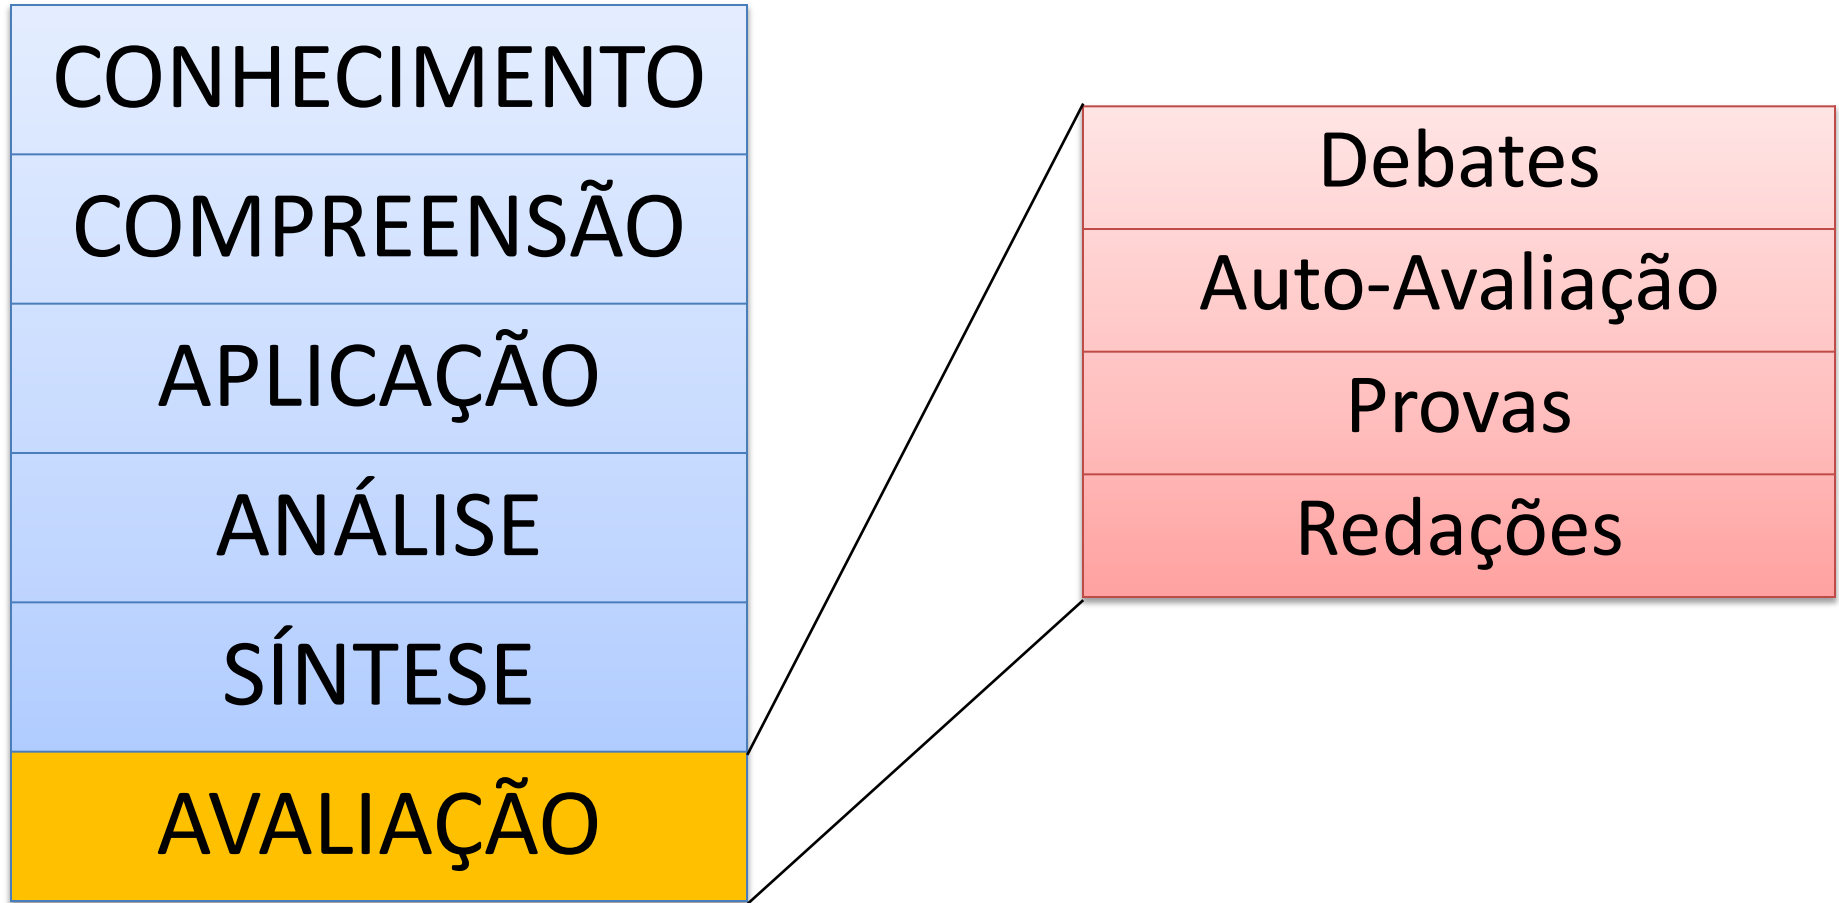 CONHECIMENTO
COMPREENSÃO
APLICAÇÃO
ANÁLISE
SÍNTESE
AVALIAÇÃO
Debates
Auto-Avaliação
Provas
Redações